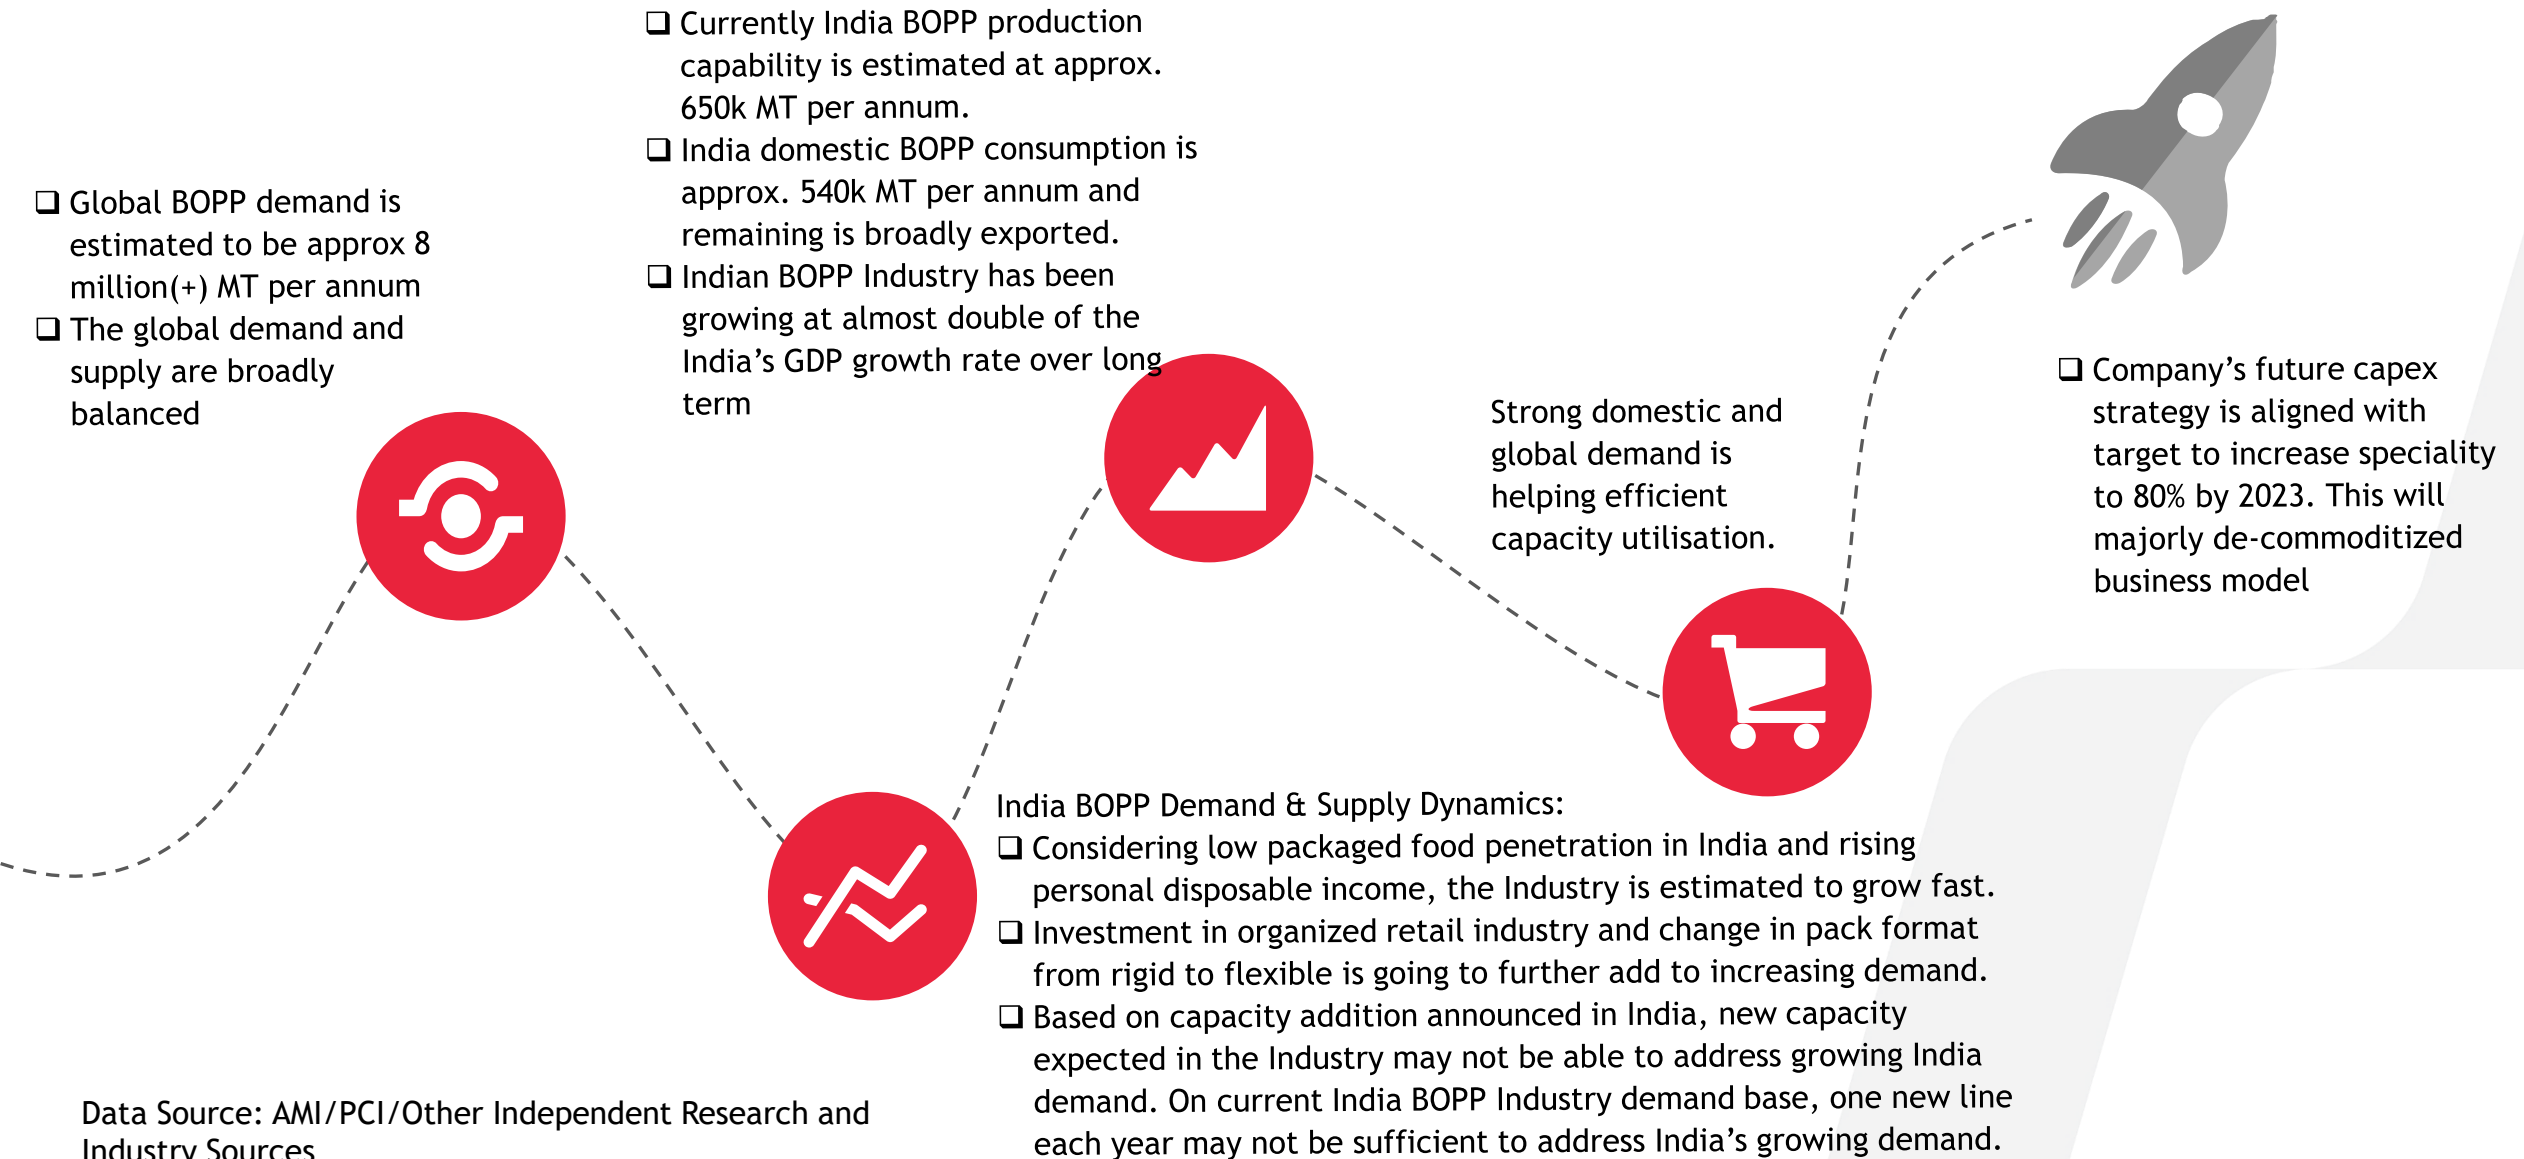 ❑ Global BOPP demand is
estimated to be approx 8
million(+) MT per annum
❑ The global demand and
supply are broadly
balanced
❑ Currently India BOPP production
capability is estimated at approx.
650k MT per annum.
❑ India domestic BOPP consumption is
approx. 540k MT per annum and
remaining is broadly exported.
❑ Indian BOPP Industry has been
growing at almost double of the
India’s GDP growth rate over long
term
Strong domestic and
global demand is
helping efficient
capacity utilisation.
❑ Company’s future capex
strategy is aligned with
target to increase speciality
to 80% by 2023. This will
majorly de-commoditized
business model
India BOPP Demand & Supply Dynamics:
❑ Considering low packaged food penetration in India and rising
personal disposable income, the Industry is estimated to grow fast.
❑ Investment in organized retail industry and change in pack format
from rigid to flexible is going to further add to increasing demand.
❑ Based on capacity addition announced in India, new capacity
expected in the Industry may not be able to address growing India
demand. On current India BOPP Industry demand base, one new line
each year may not be sufficient to address India’s growing demand.
Data Source: AMI/PCI/Other Independent Research and
Industry Sources